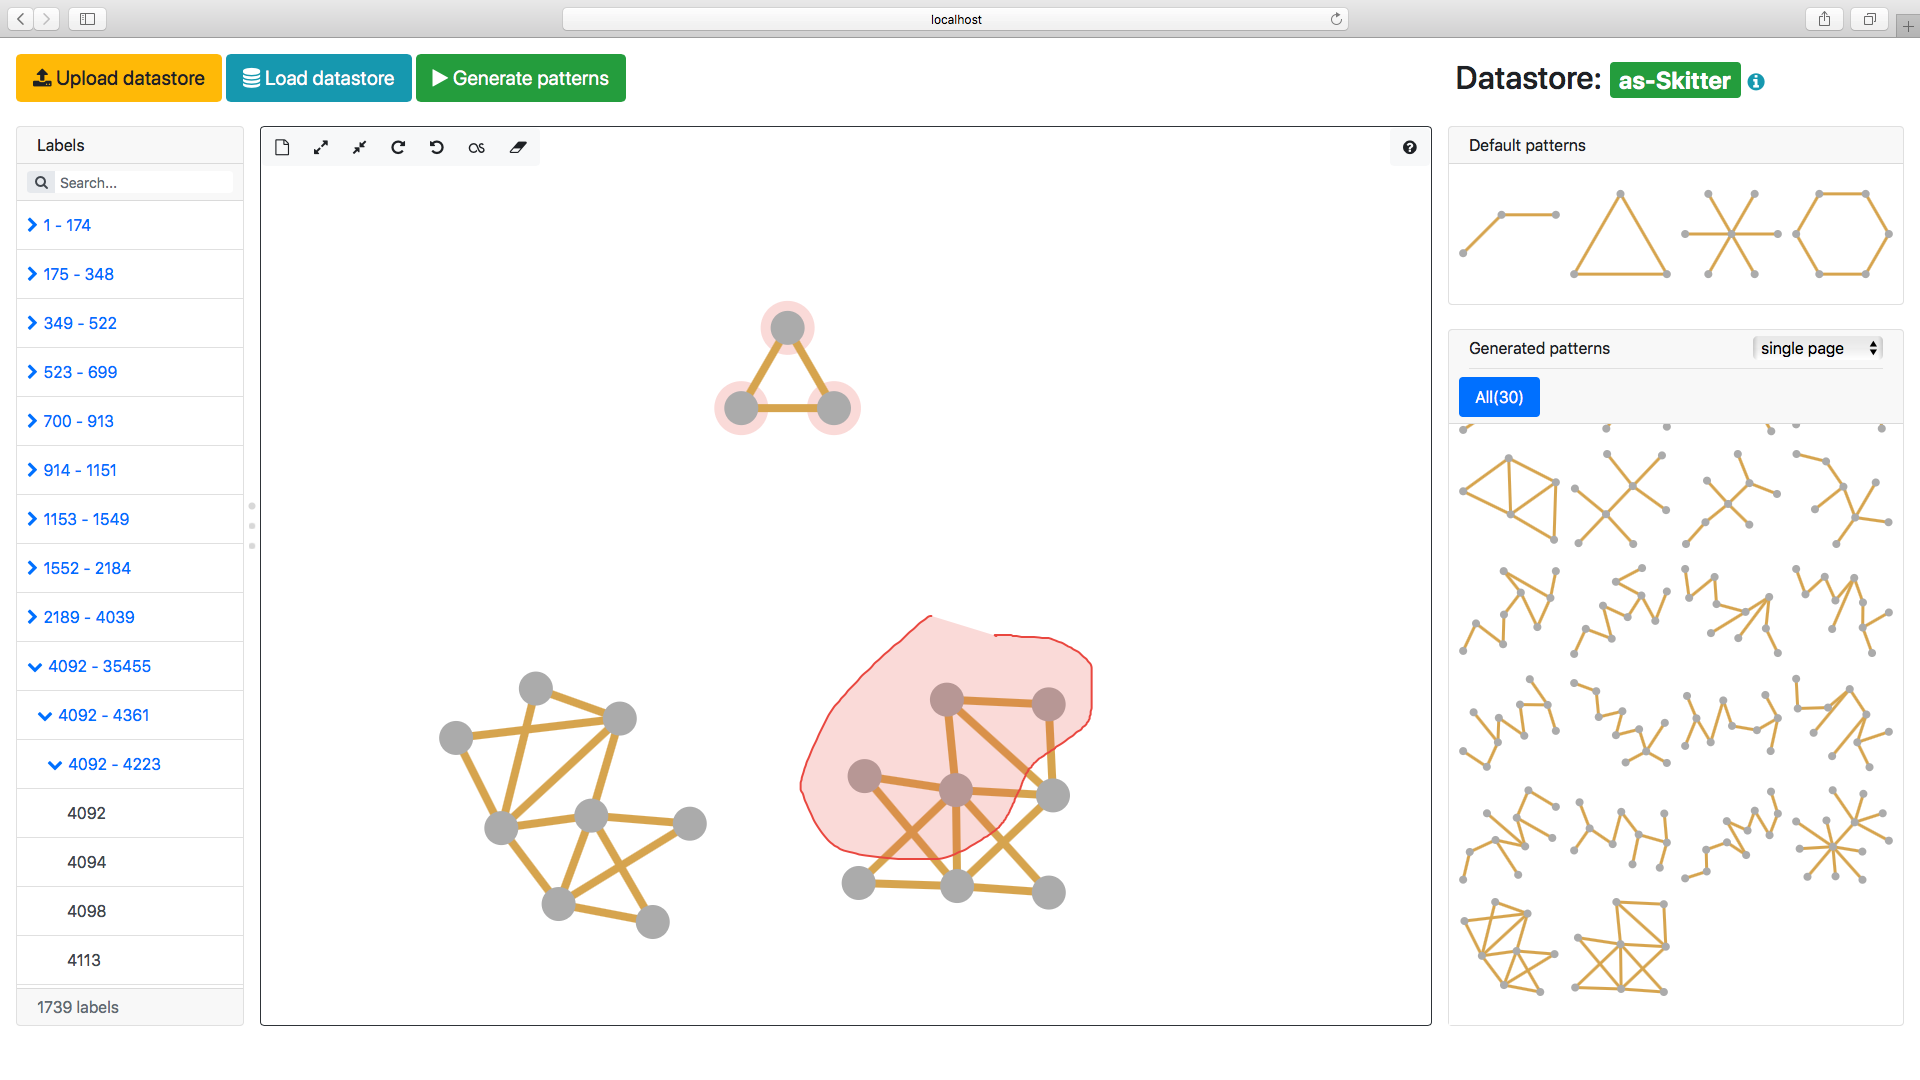 localhost
Upload datastore
Load datastore
Generate patterns
Datastore: as-Skitter
Labels
Search...
1 - 174
175 - 348
349 - 522
523 - 699
700 - 913
914 - 1151
1153 - 1549
1552 - 2184
2189 - 4039
4092 - 35455
4092 - 4361
4092 - 4223
4092
4094
4098
4113
1739 labels
Default patterns
Generated patterns
single page
All(30)